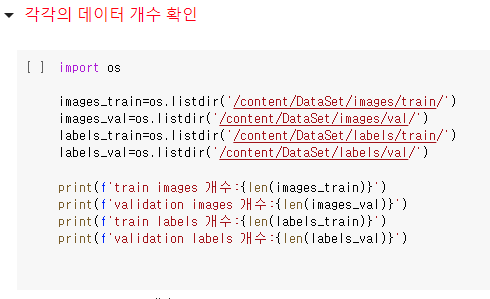 각각의 데이터 개수 확인
[ ] import os
images_train=os.listdir('/content/DataSet/images/train/')
images_val=os.listdir('/content/DataSet/images/val/')
labels_train=os.listdir('/content/DataSet/labels/train/')
labels_val=os.listdir('/content/DataSet/labels/val/')
print(f'train images 개수:{len(images_train)}')
print(f'validation images 개수:{len(images_val)}')
print(f'train labels 개수:{len(labels_train)}')
print(f'validation labels 개수:{len(labels_val)}')